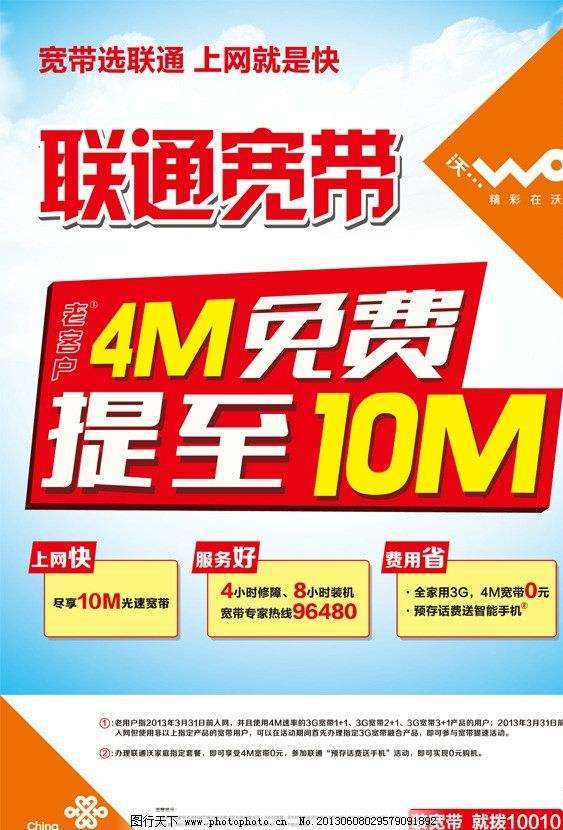 宽带选联通 上网就是快
沃...wo
精彩在沃
联通宽带
老客户①
4M免费
提至10M
上网快
尽享10M光速宽带
服务好
4小时修障、8小时装机
宽带专家热线96480
费用省
·全家用3G，4M宽带0元
·预存话费送智能手机②
①:老用户指2013年3月31日前入网，并且使用4M速率的3G宽带1+1、3G宽带2+1、3G宽带3+1产品的用户；2013年3月31日前
入网但使用非以上指定产品的宽带用户，可以在活动期间首先办理指定3G宽带融合产品，即可参与宽带提速活动。
②:办理联通沃家庭指定套餐，即可享受4M宽带0元，参加联通“预存话费送手机”活动，即可实现0元购机。
China
宽带 就拨10010
图行天下 www.photophoto.cn No.20130608029579091892